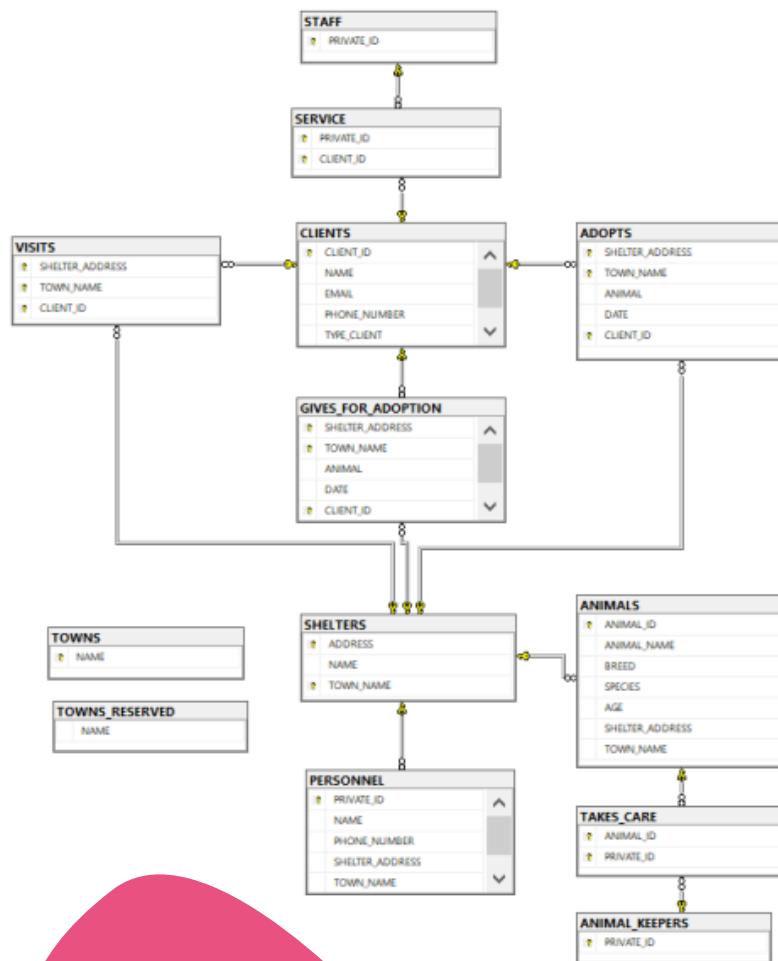 STAFF
PRIVATE_ID
SERVICE
PRIVATE_ID
CLIENT_ID
VISITS
SHELTER_ADDRESS
TOWN_NAME
CLIENT_ID
CLIENTS
CLIENT_ID
NAME
EMAIL
PHONE_NUMBER
TYPE_CLIENT
ADOPTS
SHELTER_ADDRESS
TOWN_NAME
ANIMAL
DATE
CLIENT_ID
GIVES_FOR_ADOPTION
SHELTER_ADDRESS
TOWN_NAME
ANIMAL
DATE
CLIENT_ID
TOWNS
NAME
TOWNS_RESERVED
NAME
SHELTERS
ADDRESS
NAME
TOWN_NAME
ANIMALS
ANIMAL_ID
ANIMAL_NAME
BREED
SPECIES
AGE
SHELTER_ADDRESS
TOWN_NAME
PERSONNEL
PRIVATE_ID
NAME
PHONE_NUMBER
SHELTER_ADDRESS
TOWN_NAME
TAKES_CARE
ANIMAL_ID
PRIVATE_ID
ANIMAL_KEEPERS
PRIVATE_ID